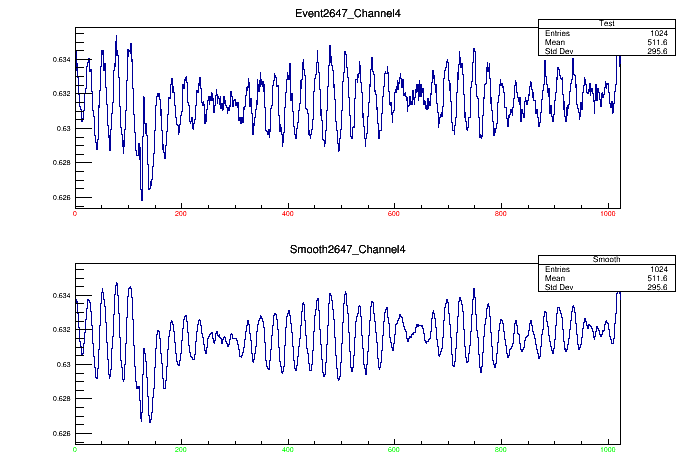 Event2647_Channel4
Test
Entries 1024
Mean 511.6
Std Dev 295.6
0.634
0.632
0.63
0.628
0.626
0 200 400 600 800 1000
Smooth2647_Channel4
Smooth
Entries 1024
Mean 511.6
Std Dev 295.6
0.634
0.632
0.63
0.628
0.626
0 200 400 600 800 1000